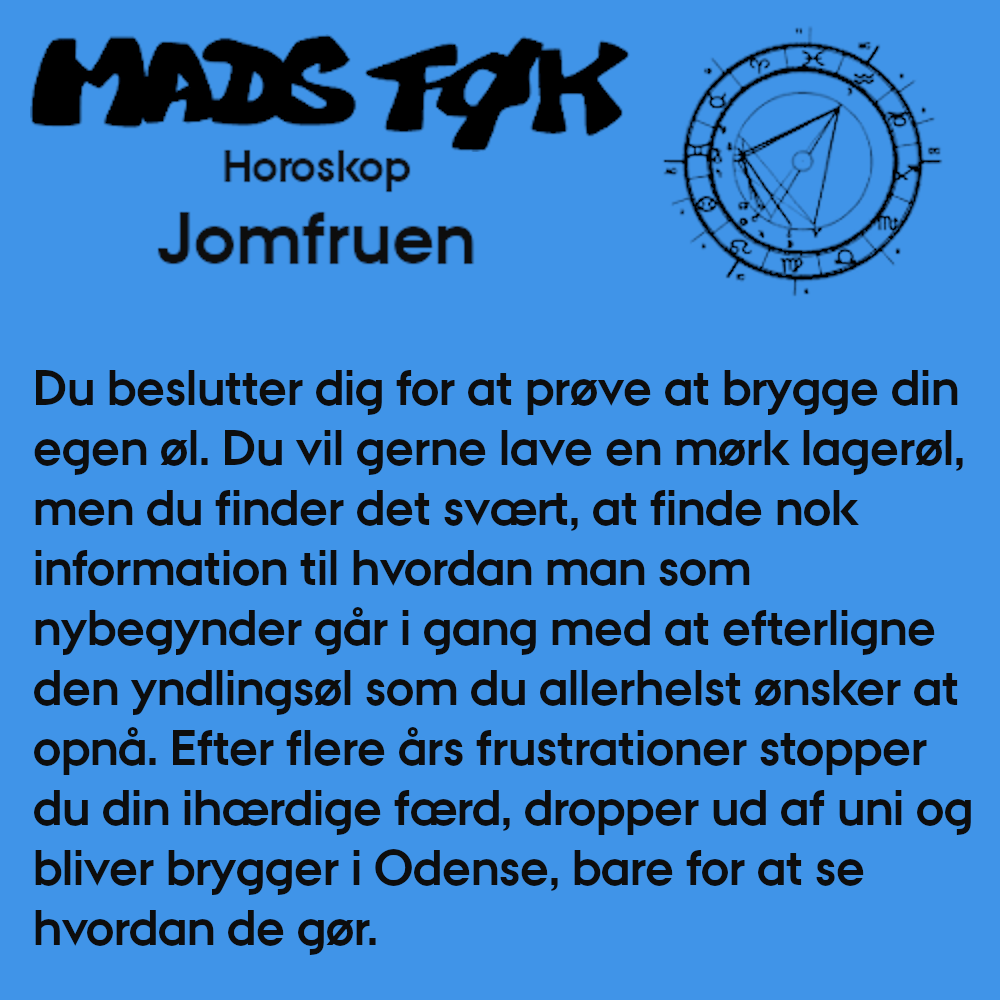 MADS FØK
Horoskop
Jomfruen
Du beslutter dig for at prøve at brygge din
egen øl. Du vil gerne lave en mørk lagerøl,
men du finder det svært, at finde nok
information til hvordan man som
nybegynder går i gang med at efterligne
den yndlingsøl som du allerhelst ønsker at
opnå. Efter flere års frustrationer stopper
du din ihærdige færd, dropper ud af uni og
bliver brygger i Odense, bare for at se
hvordan de gør.